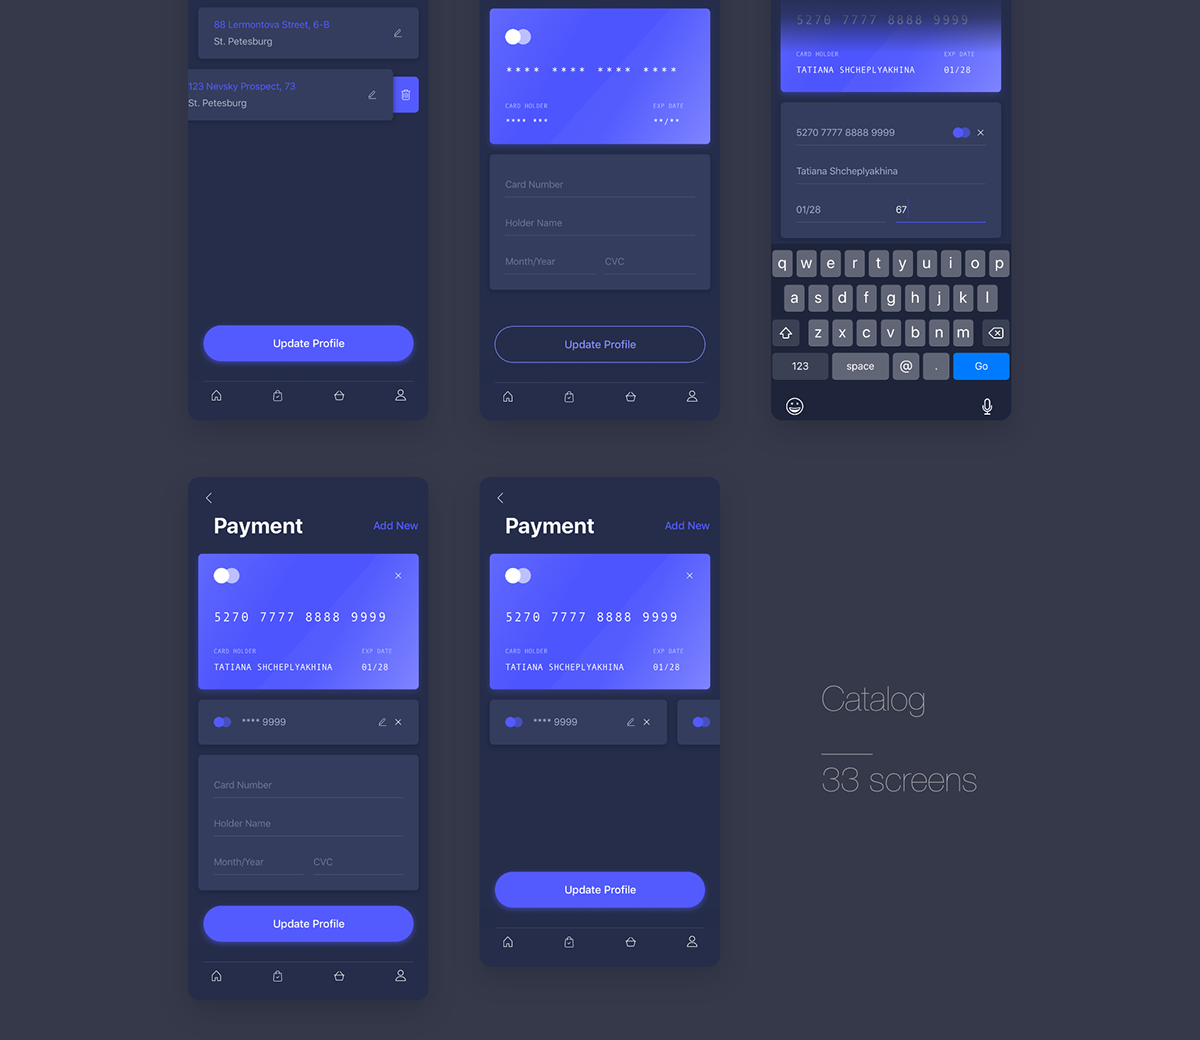 88 Lermontova Street, 6-B
St. Petesburg
123 Nevsky Prospect, 73
St. Petesburg
Update Profile
**** **** **** ****
CARD HOLDER EXP DATE
**** *** **/**
Card Number
Holder Name
Month/Year CVC
Update Profile
5270 7777 8888 9999
CARD HOLDER EXP DATE
TATIANA SHCHEPLYAKHINA 01/28
5270 7777 8888 9999
Tatiana Shcheplyakhina
01/28 67
q w e r t y u i o p
a s d f g h j k l
z x c v b n m
123 space @ . Go
Payment Add New
5270 7777 8888 9999
CARD HOLDER EXP DATE
TATIANA SHCHEPLYAKHINA 01/28
**** 9999
Card Number
Holder Name
Month/Year CVC
Update Profile
Payment Add New
5270 7777 8888 9999
CARD HOLDER EXP DATE
TATIANA SHCHEPLYAKHINA 01/28
**** 9999
Update Profile
Catalog
33 screens